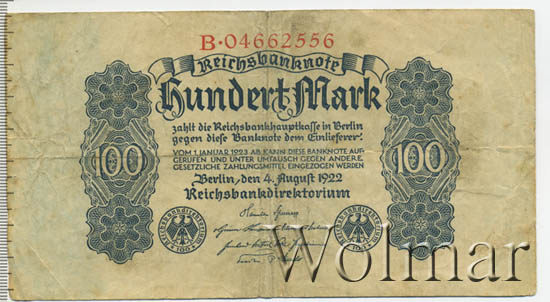 B·04662556
Reichsbanknote
Hundert Mark
zahlt die Reichsbankhauptkasse in Berlin
gegen diese Banknote dem Einlieferer.
VOM 1. JANUAR 1923 AB KANN DIESE BANKNOTE AUF-
GERUFEN UND UNTER UMTAUSCH GEGEN ANDERE
GESETZLICHE ZAHLUNGSMITTEL EINGEZOGEN WERDEN
100
100
Berlin, den 4. August 1922
Reichsbankdirektorium
Wolmar